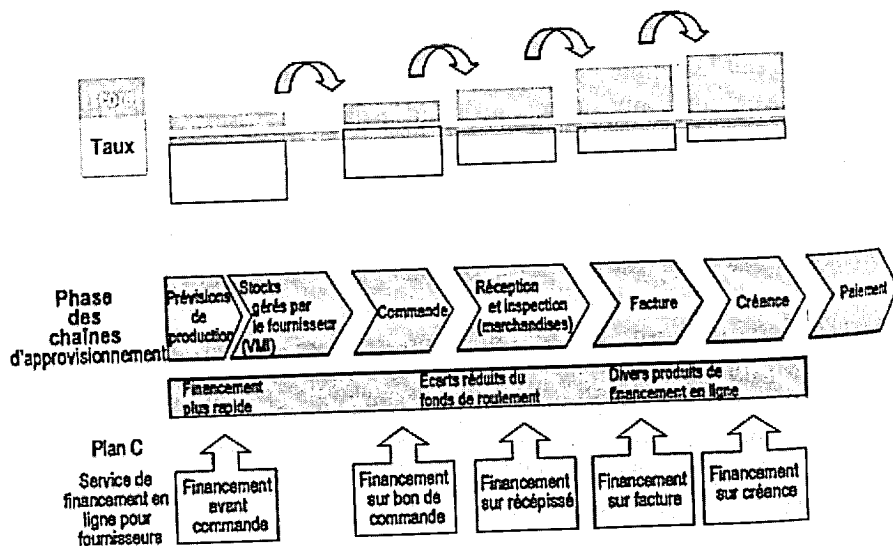 Taux
Phase
des
chaînes
d'approvisionnement
Prévisions
de
production
Stocks
gérés par
le fournisseur
(VMI)
Commande
Réception
et inspection
(marchandises)
Facture
Créance
Paiement
Financement
plus rapide
Ecarts réduits du
fonds de roulement
Divers produits de
financement en ligne
Plan C
Service de
financement en
ligne pour
fournisseurs
Financement
avant
commande
Financement
sur bon de
commande
Financement
sur récépissé
Financement
sur facture
Financement
sur créance